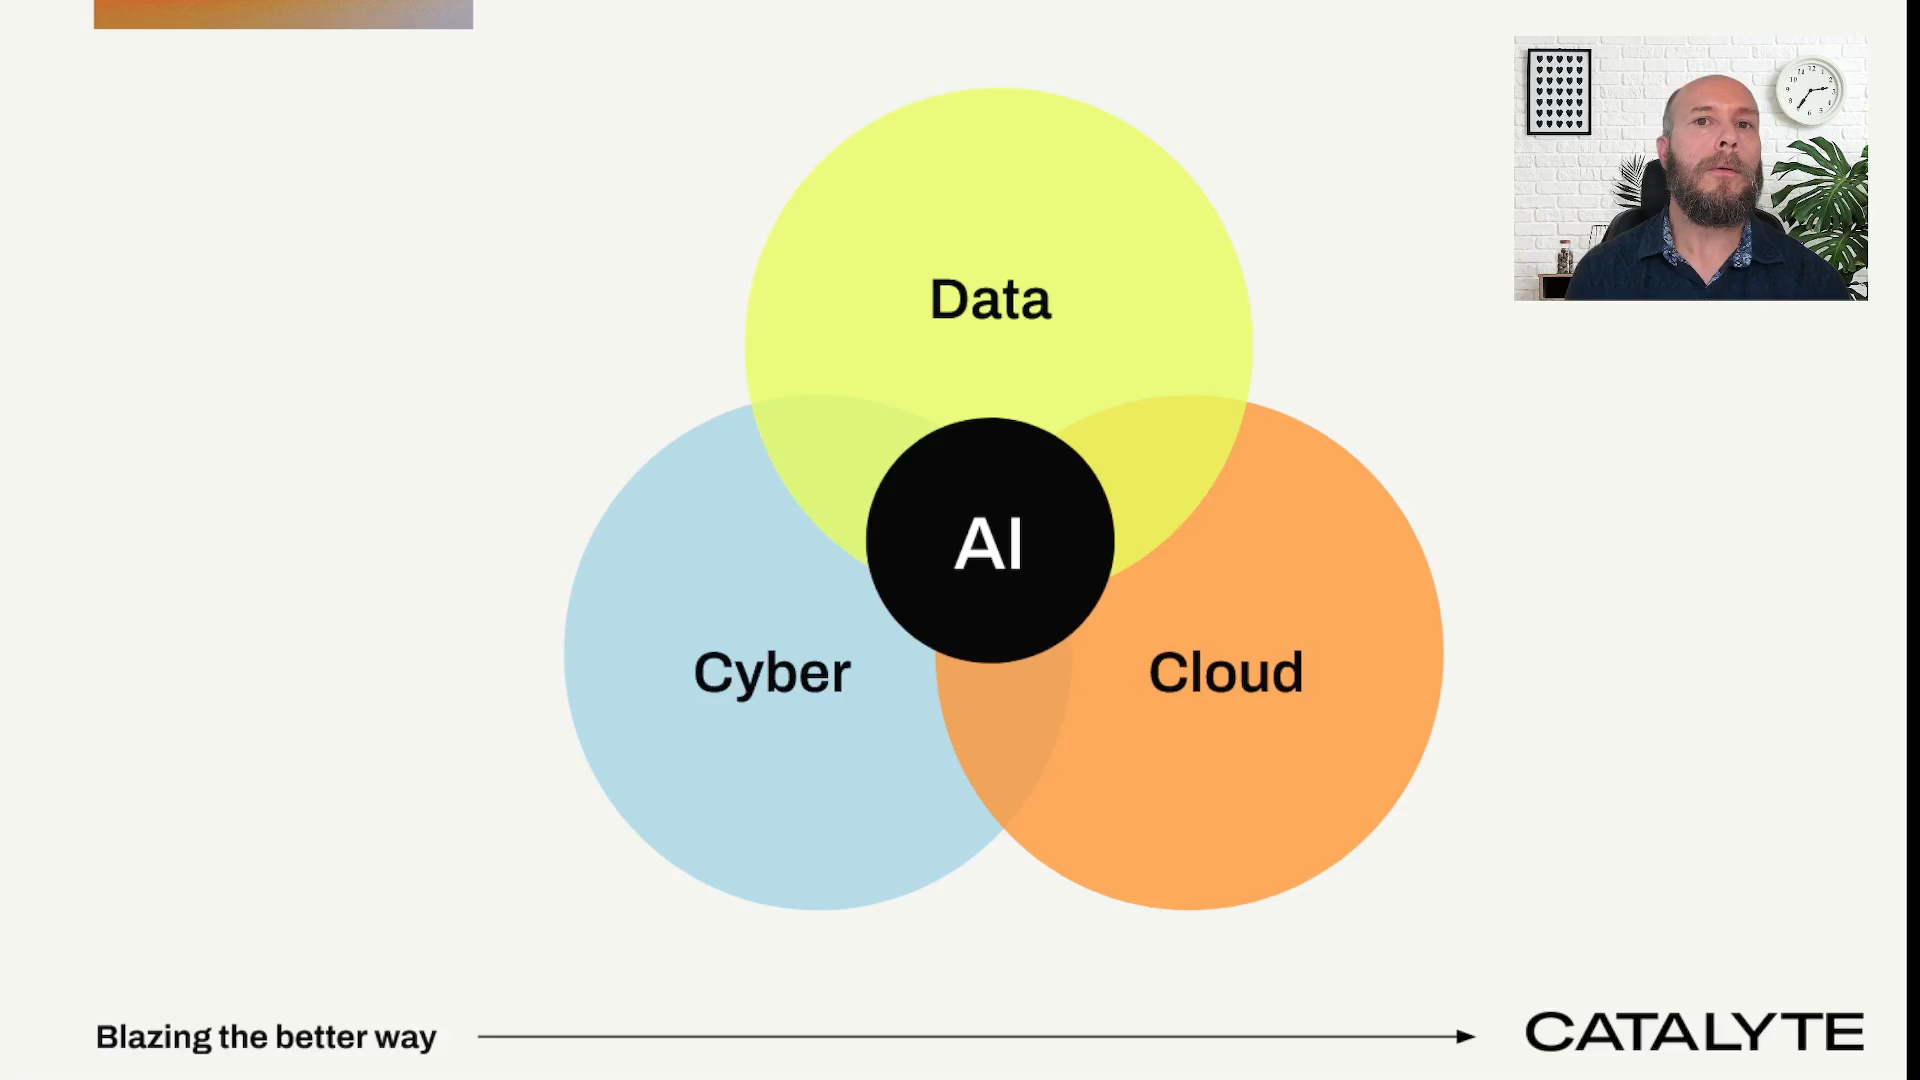 Data
AI
Cyber
Cloud
Blazing the better way
CATALYTE